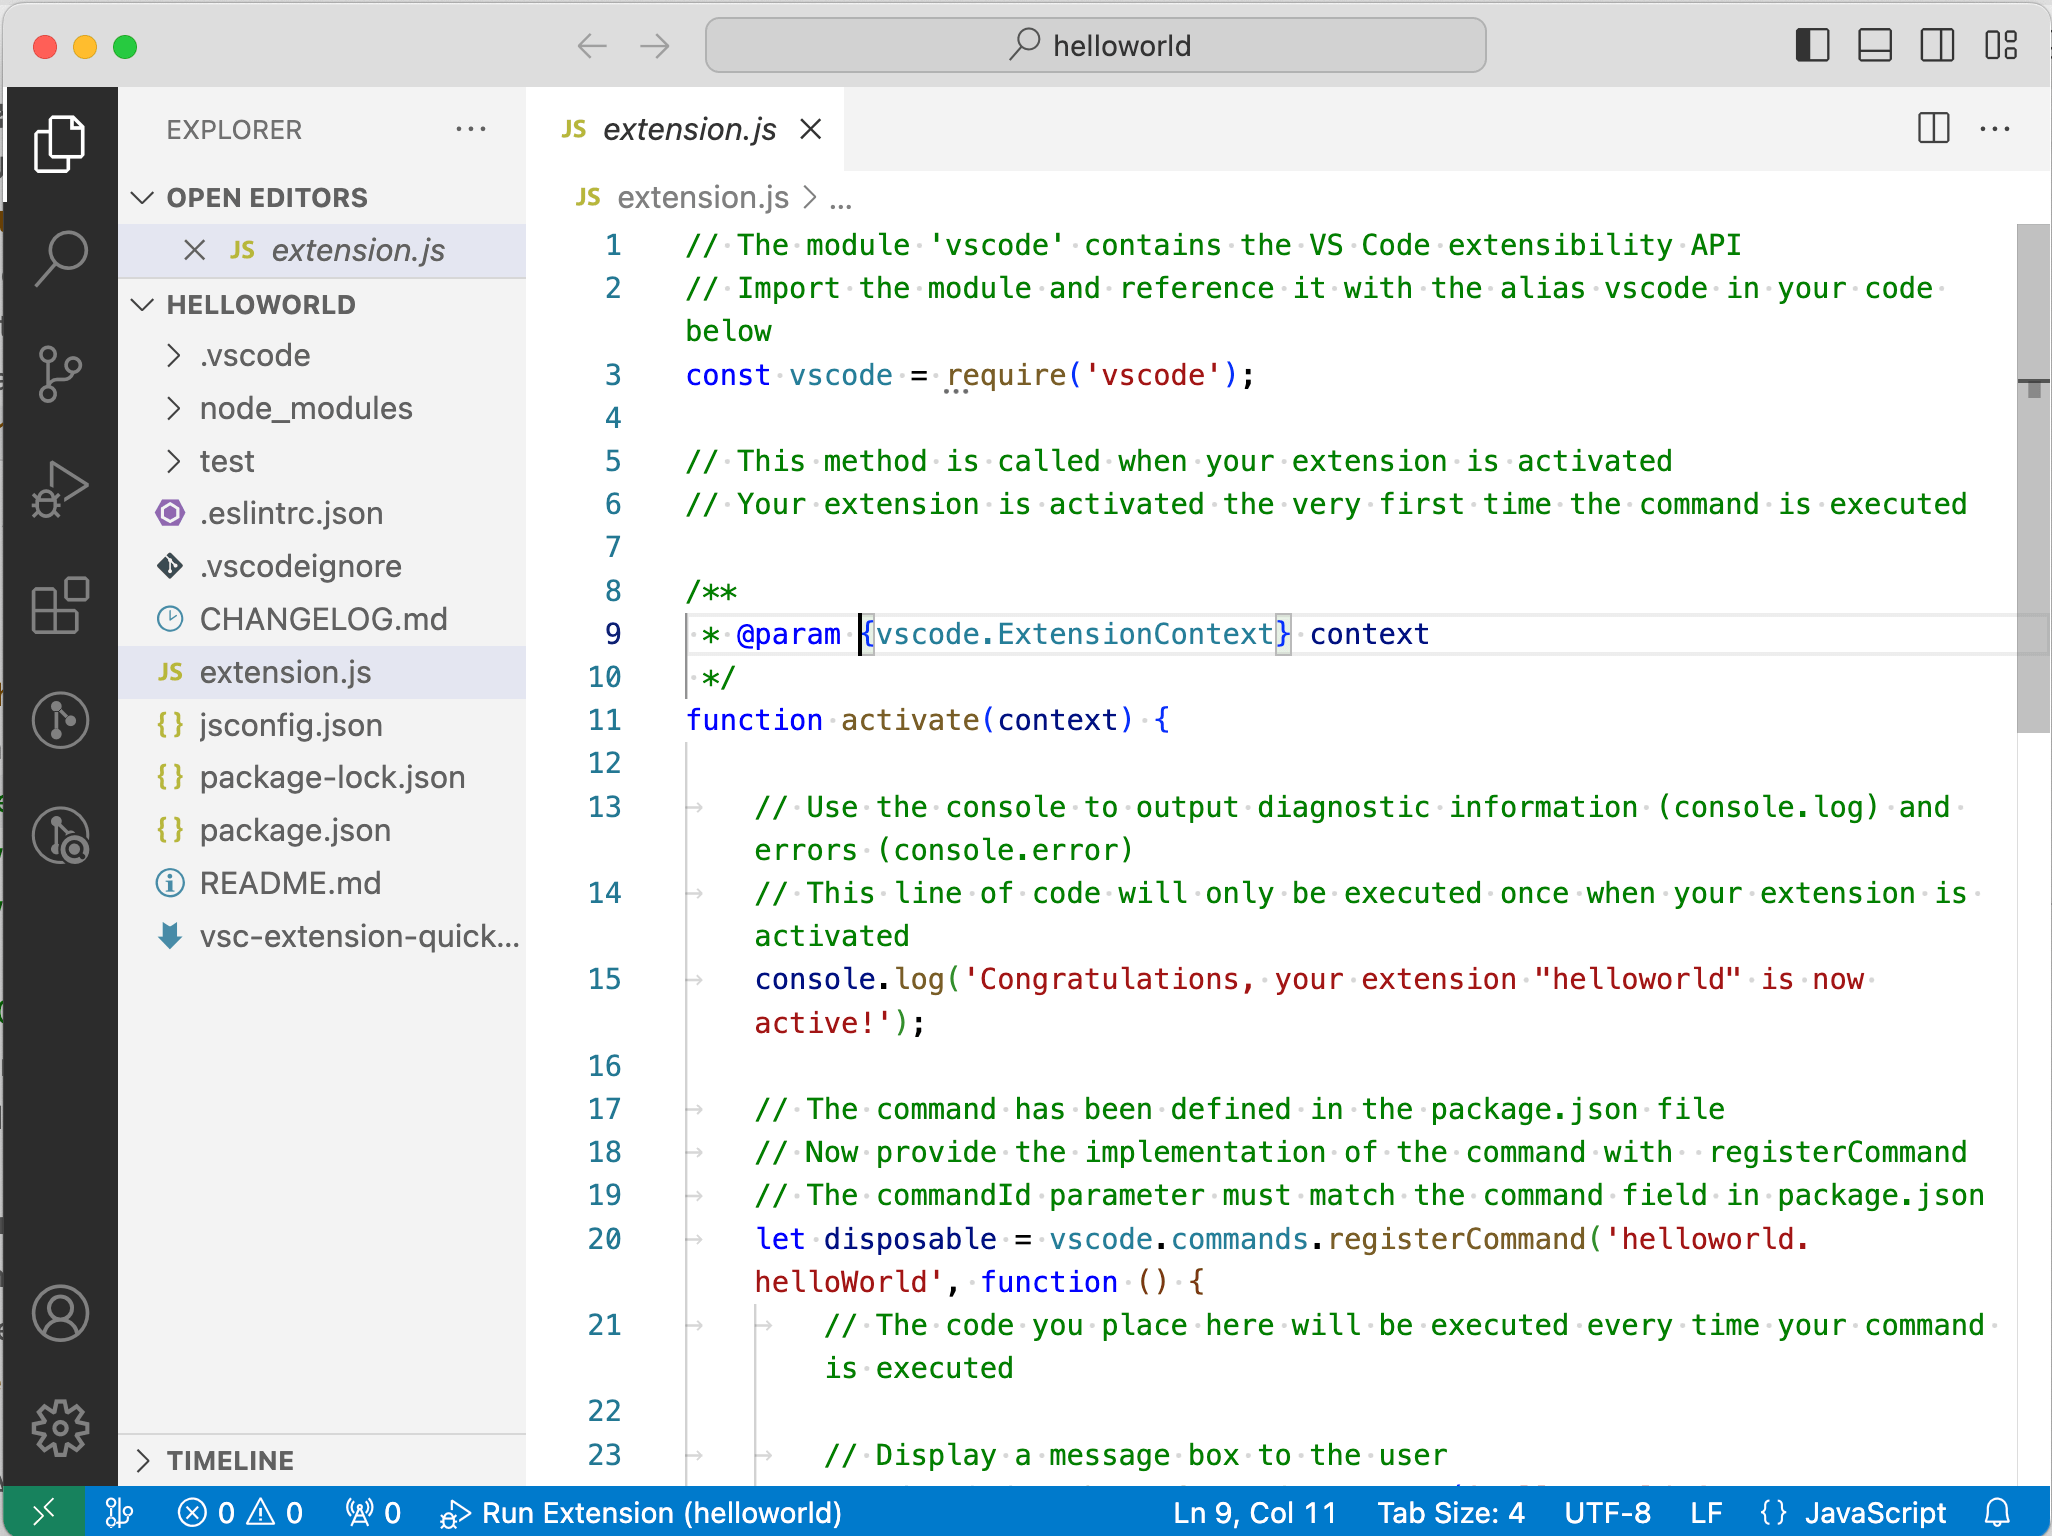 helloworld
EXPLORER
OPEN EDITORS
JS extension.js
HELLOWORLD
.vscode
node_modules
test
.eslintrc.json
.vscodeignore
CHANGELOG.md
JS extension.js
{} jsconfig.json
{} package-lock.json
{} package.json
README.md
vsc-extension-quick...
TIMELINE
JS extension.js
JS extension.js > ...
1 // The module 'vscode' contains the VS Code extensibility API
2 // Import the module and reference it with the alias vscode in your code
below
3 const vscode = require('vscode');
4
5 // This method is called when your extension is activated
6 // Your extension is activated the very first time the command is executed
7
8 /**
9 * @param {vscode.ExtensionContext} context
10 */
11 function activate(context) {
12
13 // Use the console to output diagnostic information (console.log) and
errors (console.error)
14 // This line of code will only be executed once when your extension is
activated
15 console.log('Congratulations, your extension "helloworld" is now
active!');
16
17 // The command has been defined in the package.json file
18 // Now provide the implementation of the command with  registerCommand
19 // The commandId parameter must match the command field in package.json
20 let disposable = vscode.commands.registerCommand('helloworld.
helloWorld', function () {
21 // The code you place here will be executed every time your command
is executed
22
23 // Display a message box to the user
0 0 0 Run Extension (helloworld) Ln 9, Col 11 Tab Size: 4 UTF-8 LF {} JavaScript